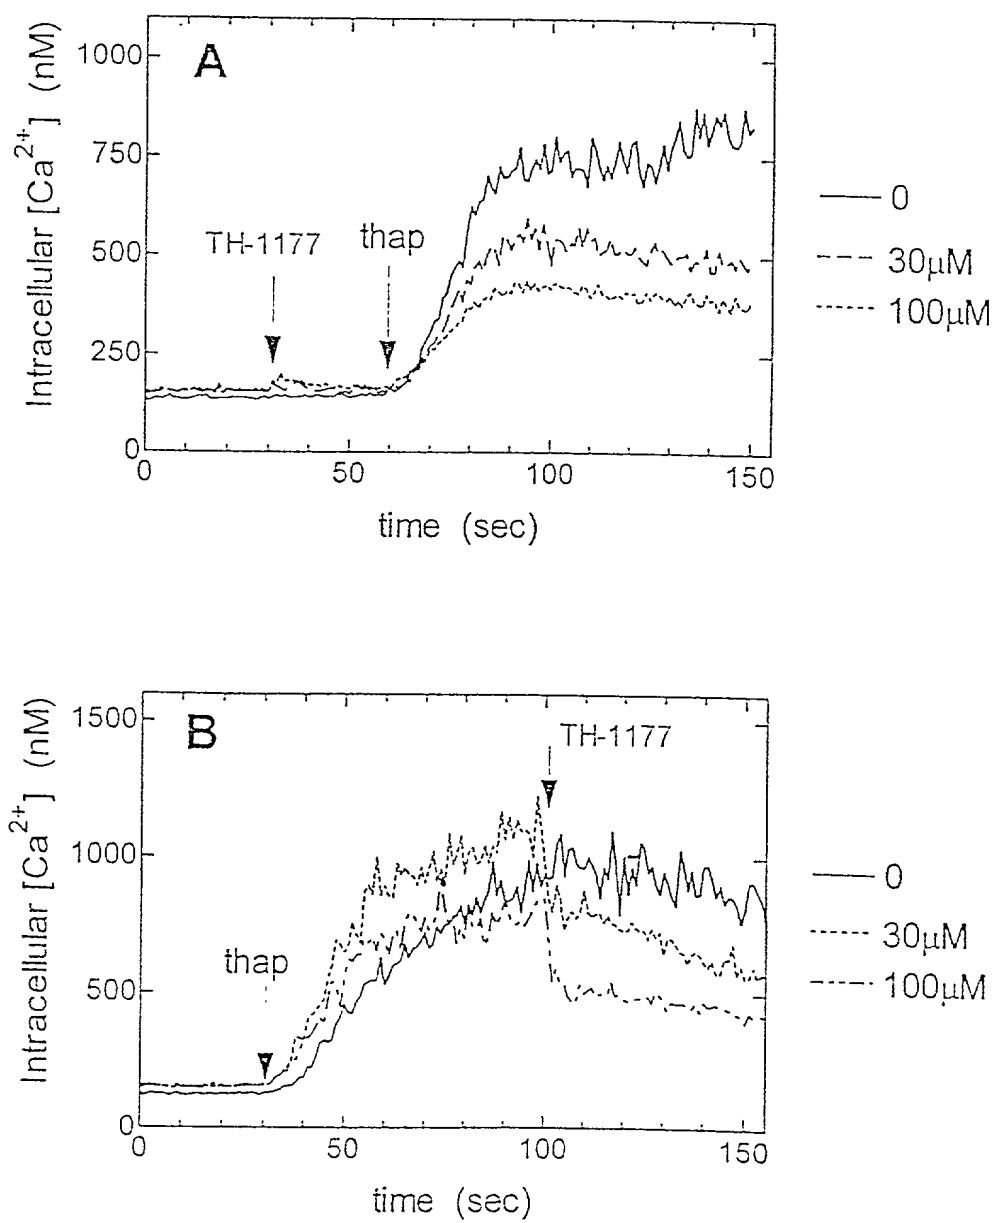 A
Intracellular [Ca2+] (nM)
1000
750
500
250
0
TH-1177
thap
0
30μM
100μM
0
50
100
150
time (sec)
B
Intracellular [Ca2+] (nM)
1500
1000
500
0
thap
TH-1177
0
30μM
100μM
0
50
100
150
time (sec)